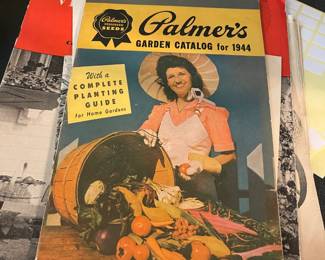 Palmer's
SEEDS
Palmer's
GARDEN CATALOG for 1944
With a
COMPLETE
PLANTING
GUIDE
For Home Gardens